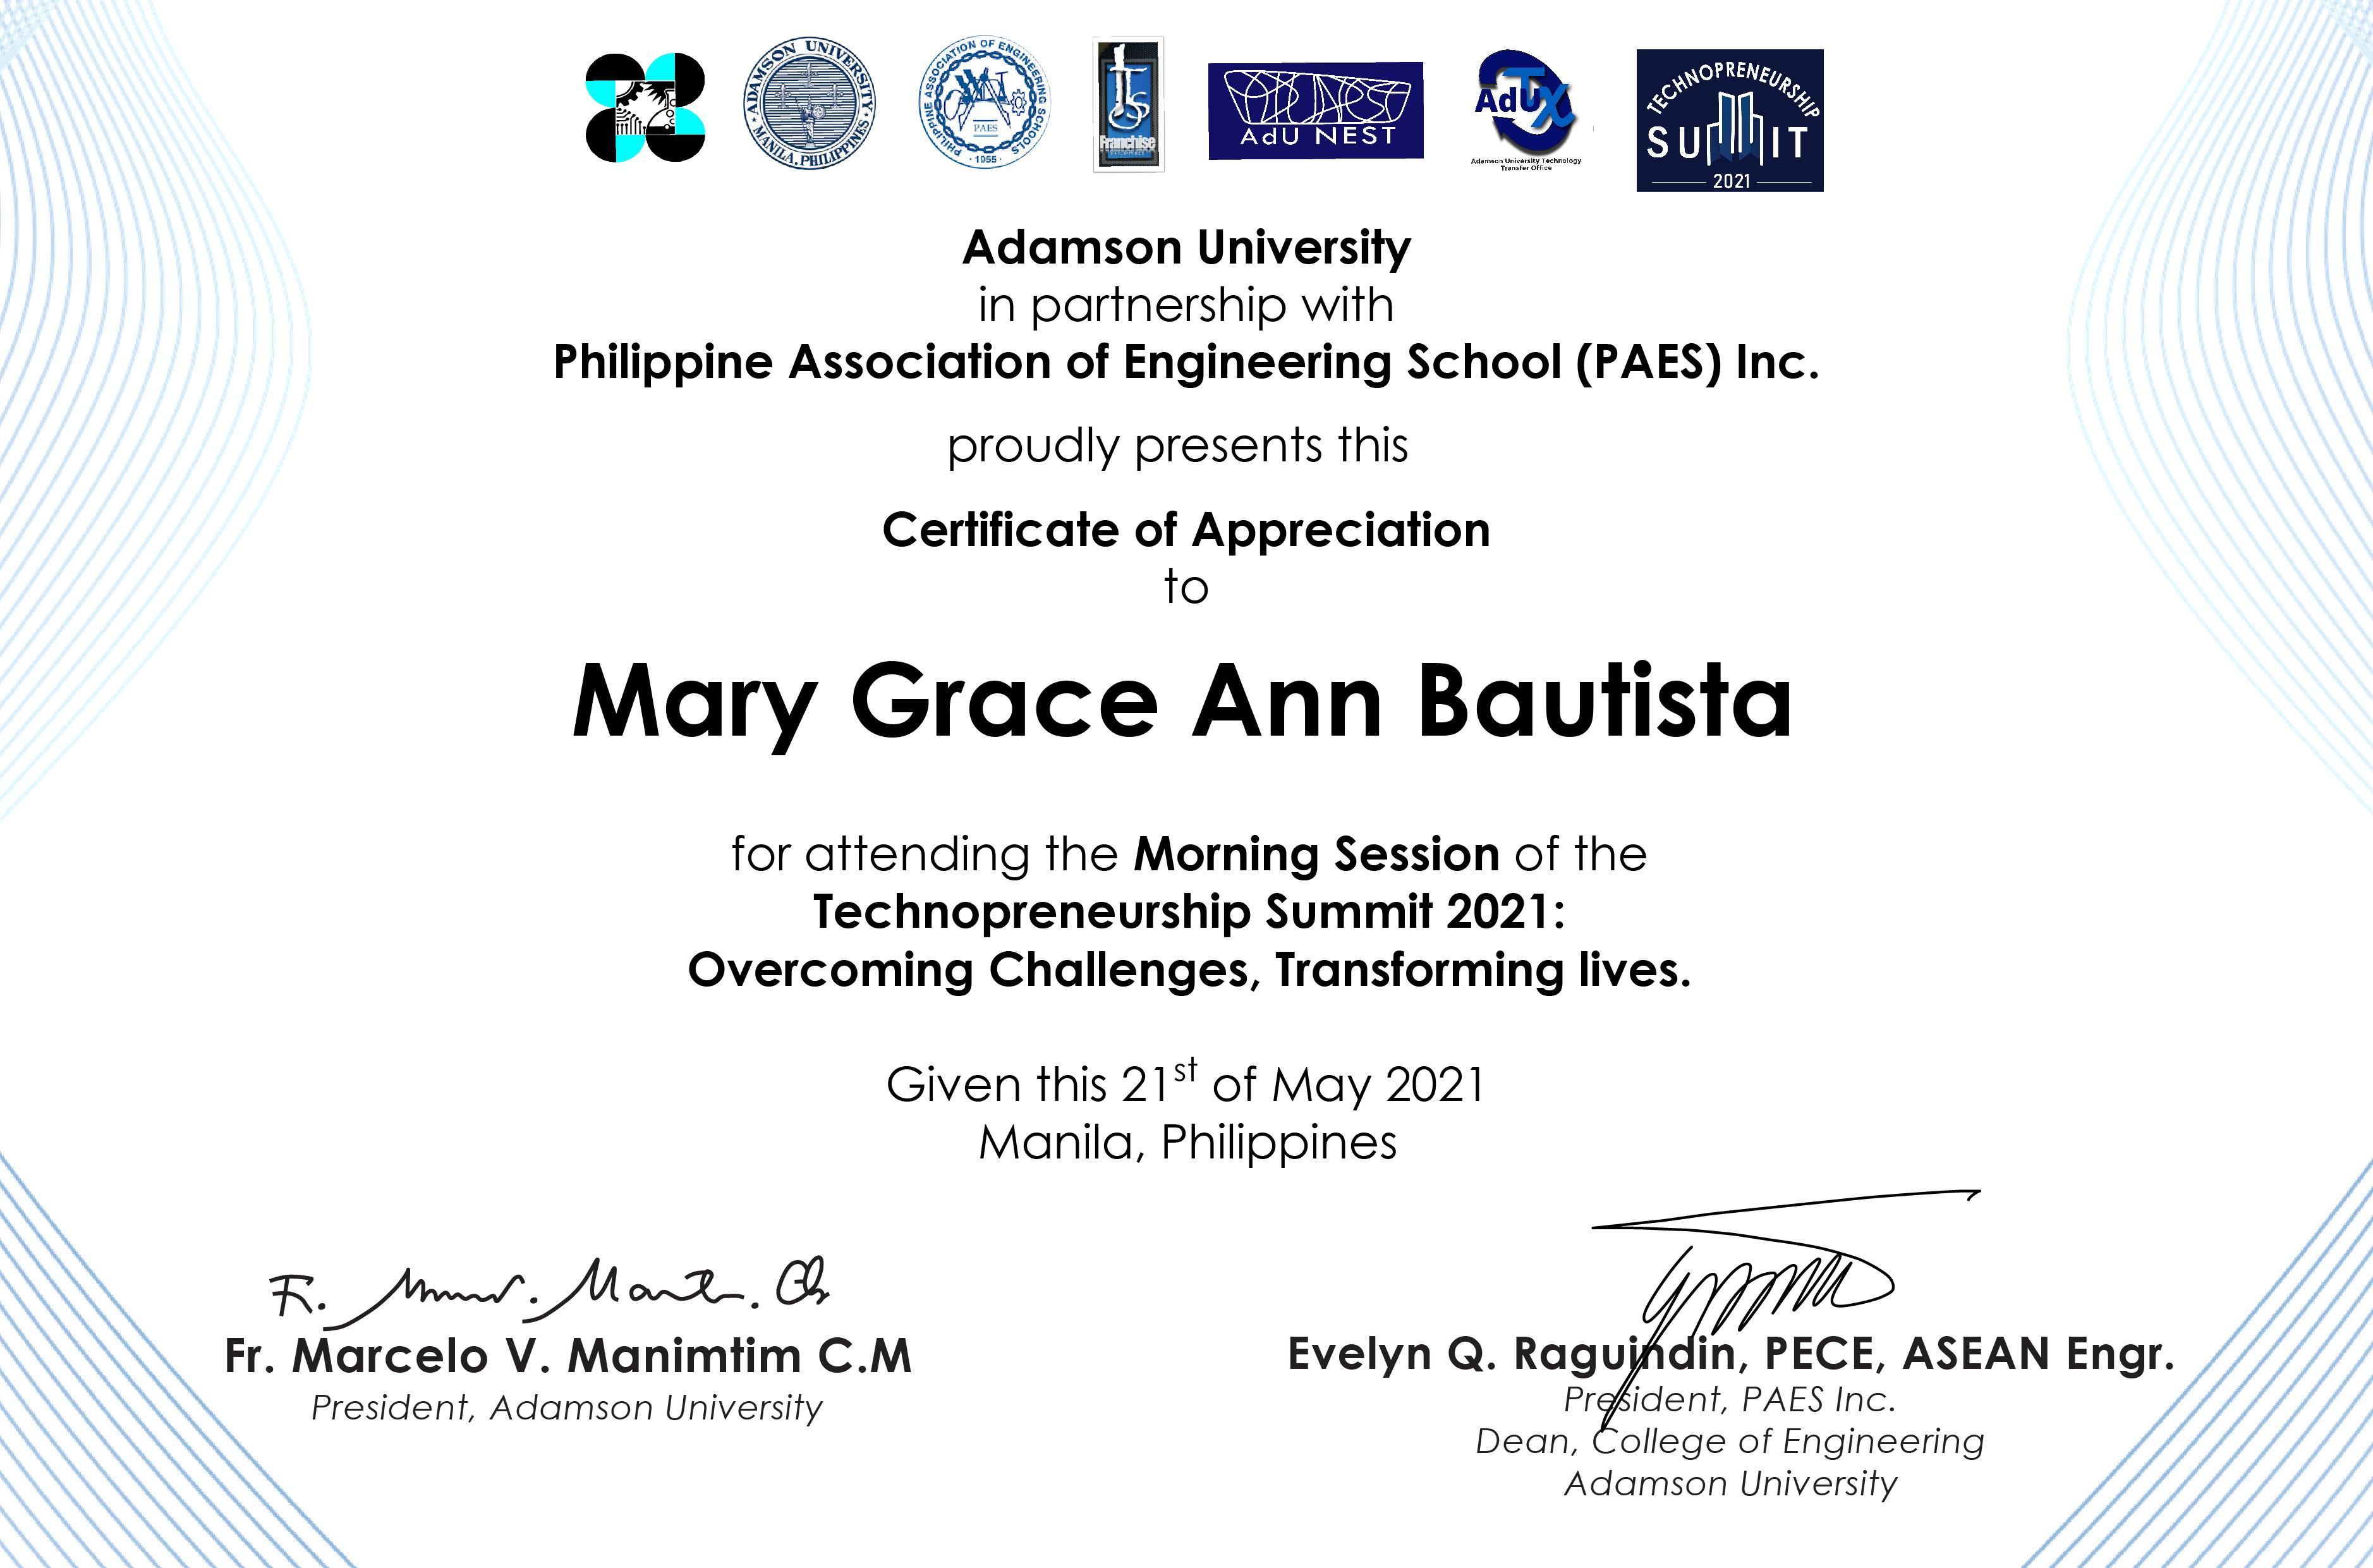 ADAMSON UNIVERSITY
MANILA, PHILIPPINES
PHILIPPINE ASSOCIATION OF ENGINEERING SCHOOLS
PAES
1955
Franchise
AdU NEST
AdUTX
Adamson University Technology
Transfer Office
TECHNOPRENEURSHIP
SUMMIT
2021
Adamson University
in partnership with
Philippine Association of Engineering School (PAES) Inc.
proudly presents this
Certificate of Appreciation
to
Mary Grace Ann Bautista
for attending the Morning Session of the
Technopreneurship Summit 2021:
Overcoming Challenges, Transforming lives.
Given this 21st of May 2021
Manila, Philippines
Fr. Marcelo V. Manimtim C.M
President, Adamson University
Evelyn Q. Raguindin, PECE, ASEAN Engr.
President, PAES Inc.
Dean, College of Engineering
Adamson University